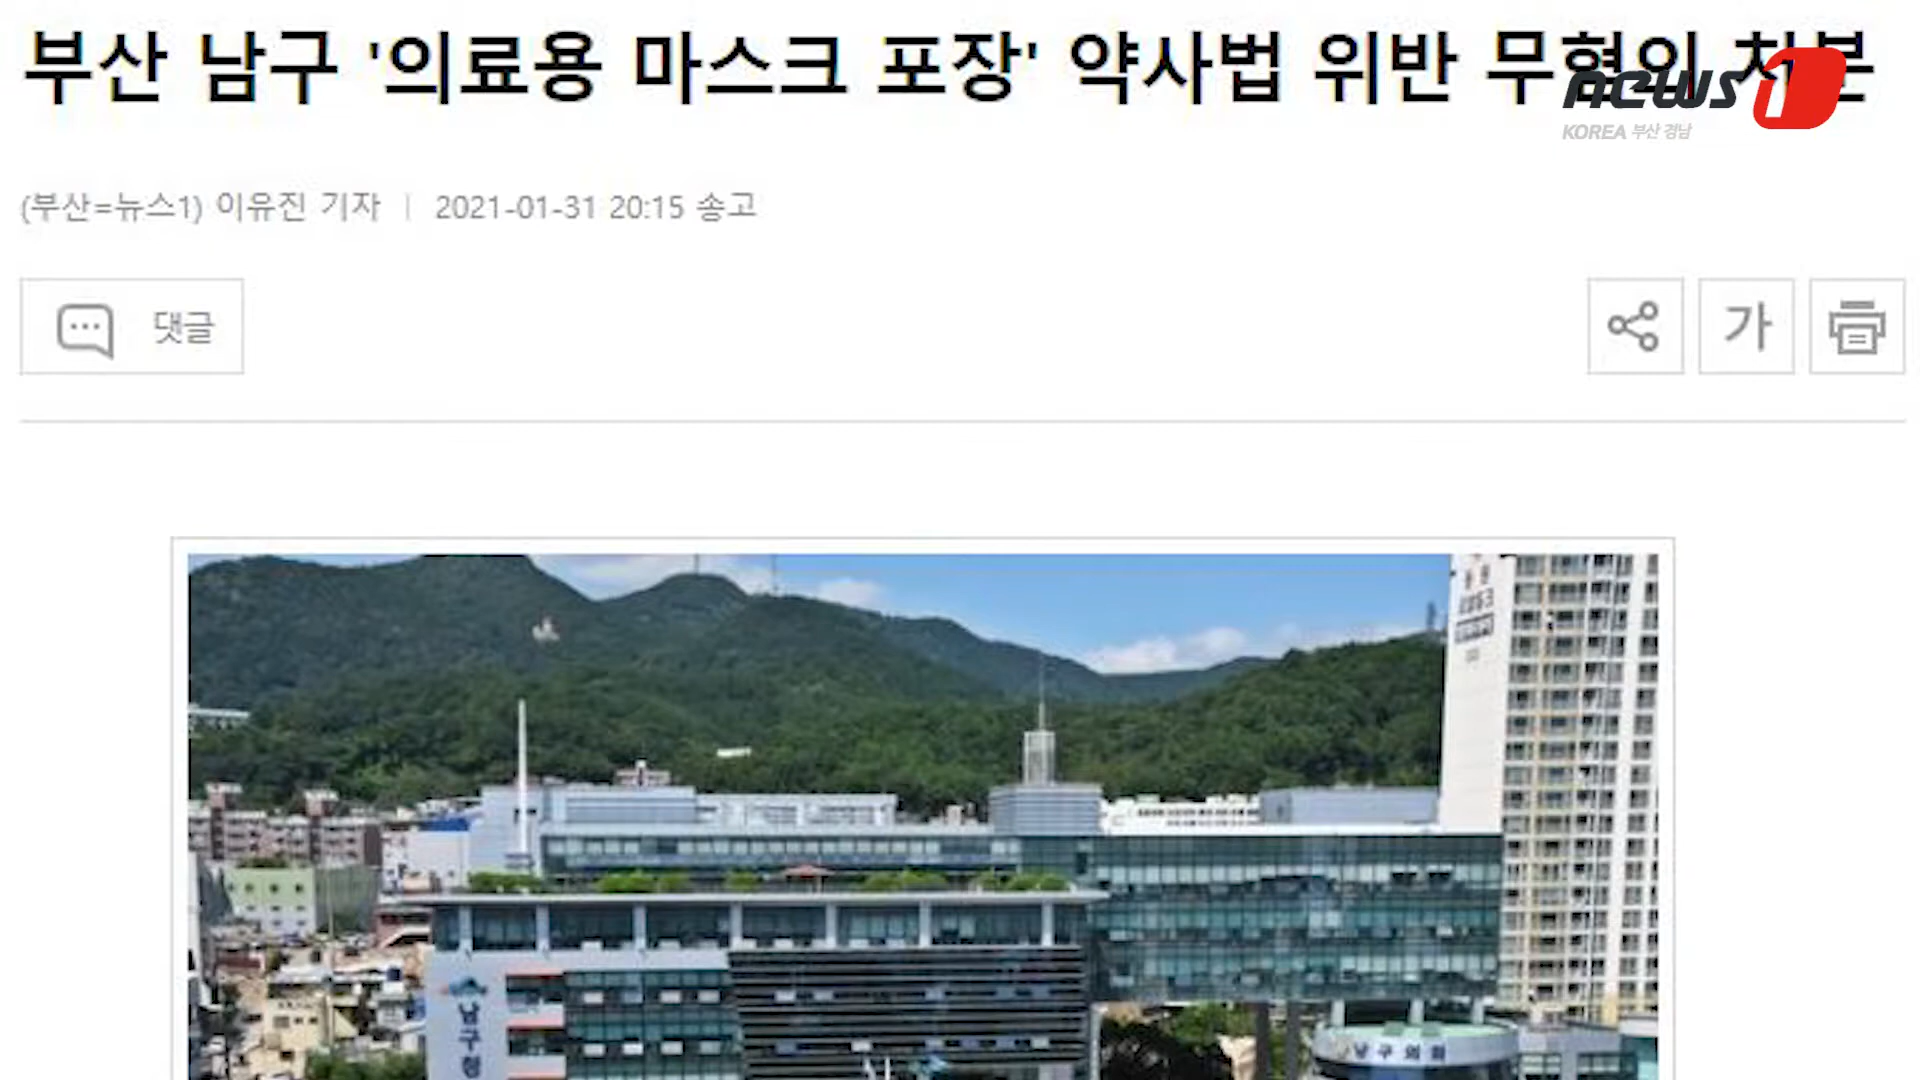 부산 남구 '의료용 마스크 포장' 약사법 위반 무혐의 처분
news1
KOREA 부산 경남
(부산=뉴스1) 이유진 기자 | 2021-01-31 20:15 송고
댓글
가
남구청
남구의회